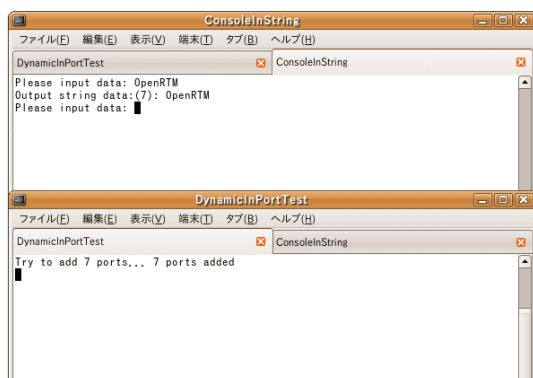 ConsoleInString
ファイル(F) 編集(E) 表示(V) 端末(T) タブ(B) ヘルプ(H)
DynamicInPortTest ConsoleInString
Please input data: OpenRTM
Output string data:(7): OpenRTM
Please input data:
DynamicInPortTest
ファイル(F) 編集(E) 表示(V) 端末(T) タブ(B) ヘルプ(H)
DynamicInPortTest ConsoleInString
Try to add 7 ports... 7 ports added